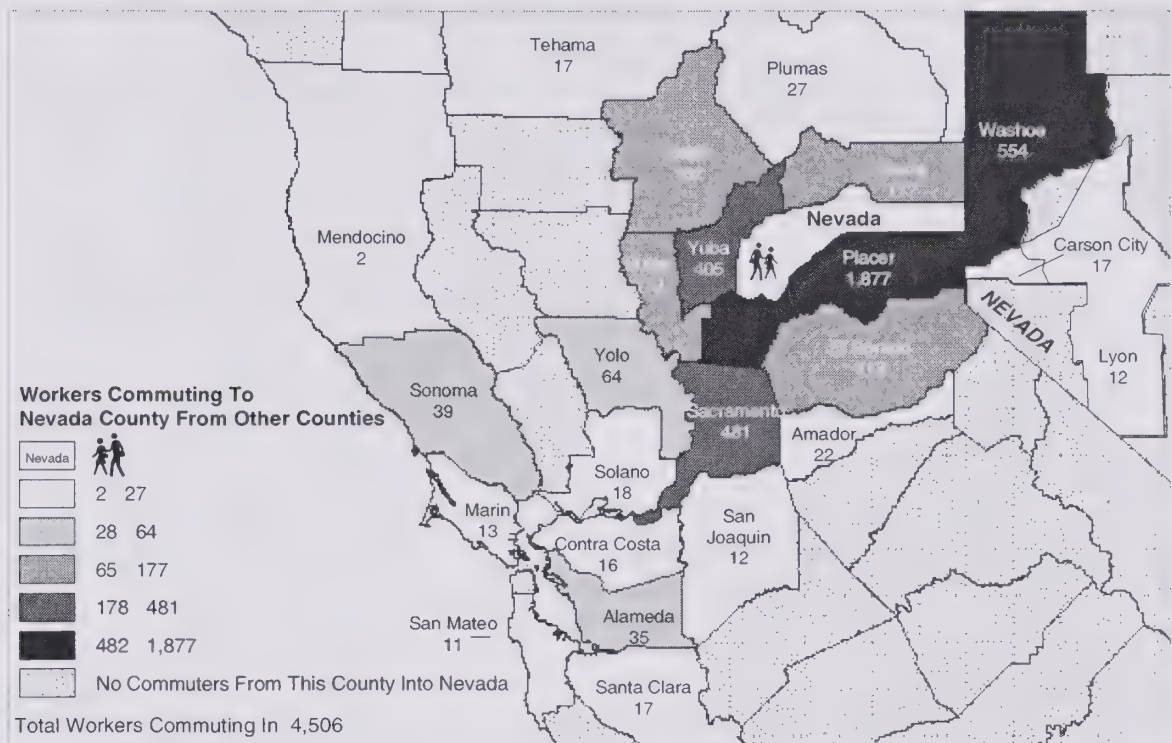 Tehama
17
Plumas
27
Washoe
554
Nevada
Mendocino
2
Yuba
405
Placer
1,877
Carson City
17
NEVADA
Lyon
12
Yolo
64
Sonoma
39
Sacramento
481
Amador
22
Solano
18
Marin
13
San
Joaquin
12
Contra Costa
16
Alameda
35
San Mateo
11
Santa Clara
17
Workers Commuting To
Nevada County From Other Counties
Nevada
2 27
28 64
65 177
178 481
482 1,877
No Commuters From This County Into Nevada
Total Workers Commuting In 4,506